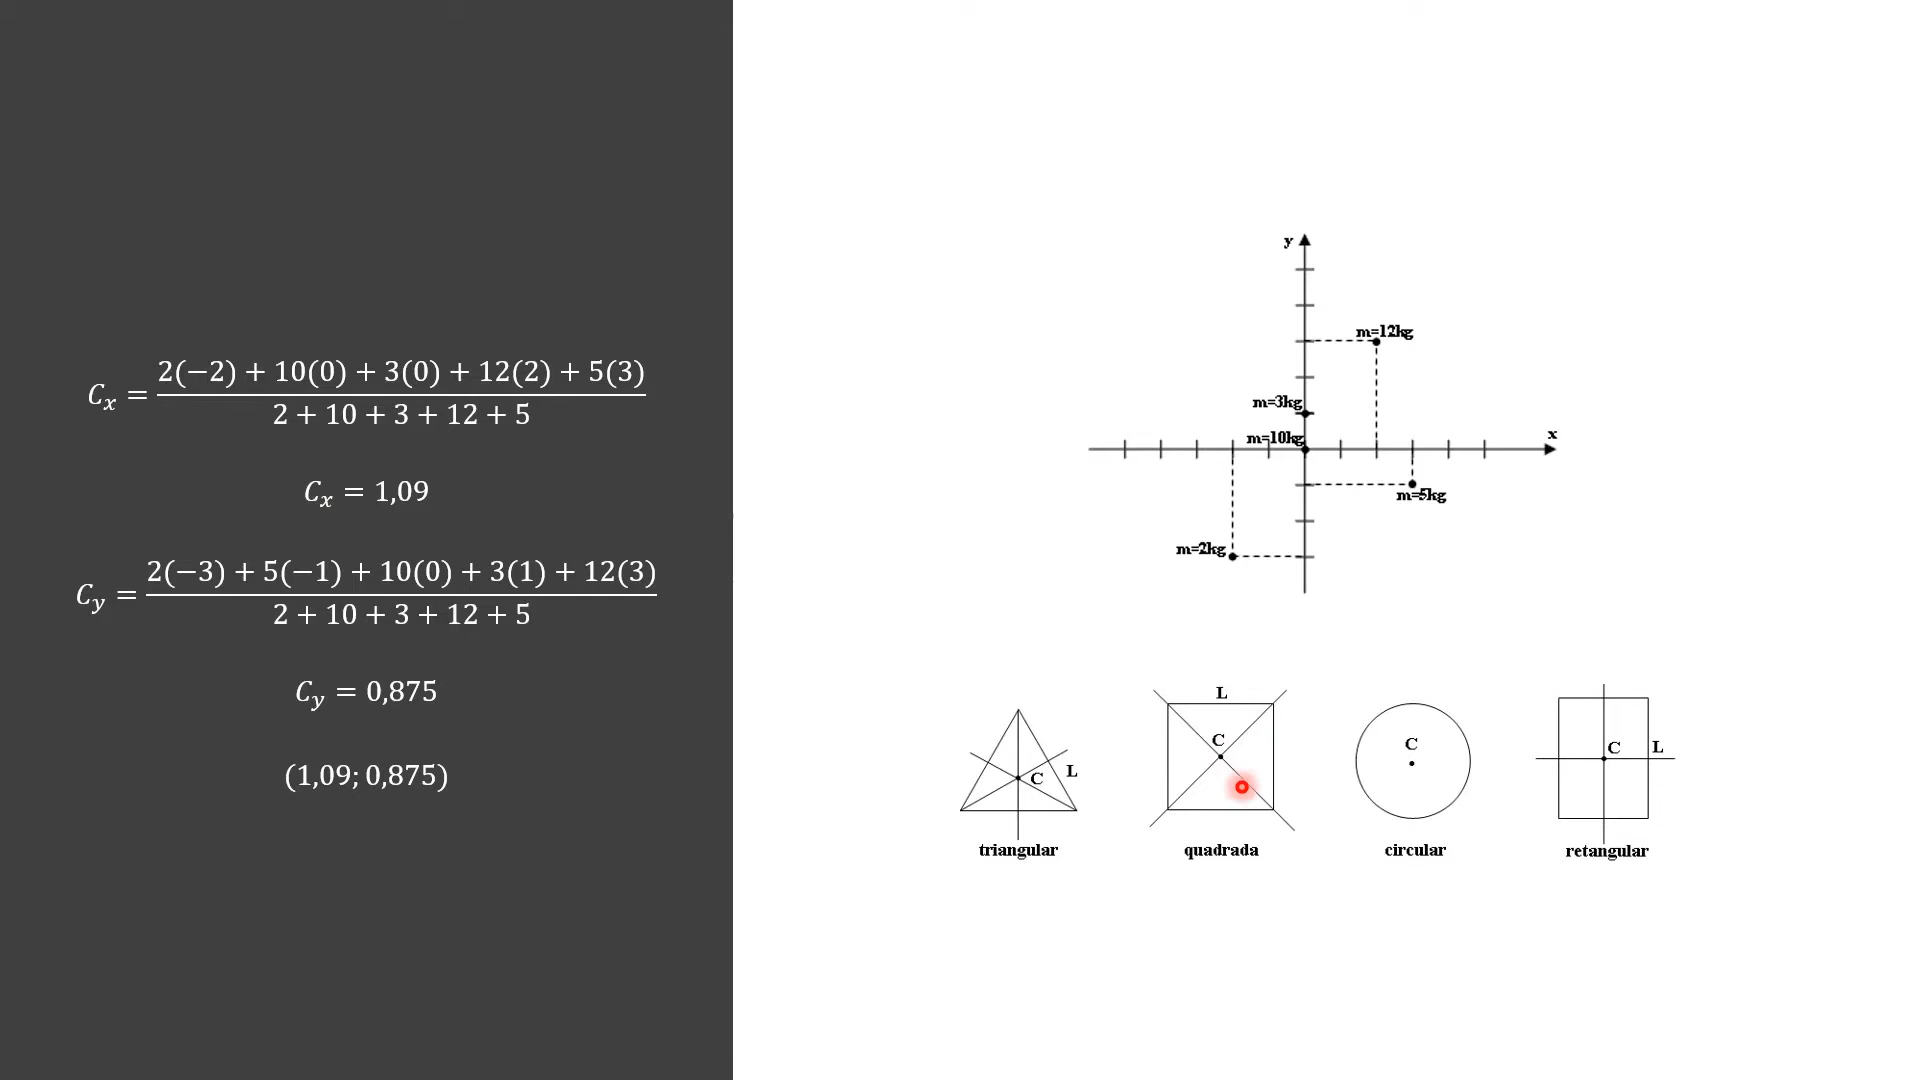 C_x = \frac{2(−2) + 10(0) + 3(0) + 12(2) + 5(3)}{2 + 10 + 3 + 12 + 5}
C_x = 1,09
C_y = \frac{2(−3) + 5(−1) + 10(0) + 3(1) + 12(3)}{2 + 10 + 3 + 12 + 5}
C_y = 0,875
(1,09; 0,875)
y
m=12kg
m=3kg
m=10kg
x
m=5kg
m=2kg
C L
triangular
L
C
quadrada
C
circular
C L
retangular